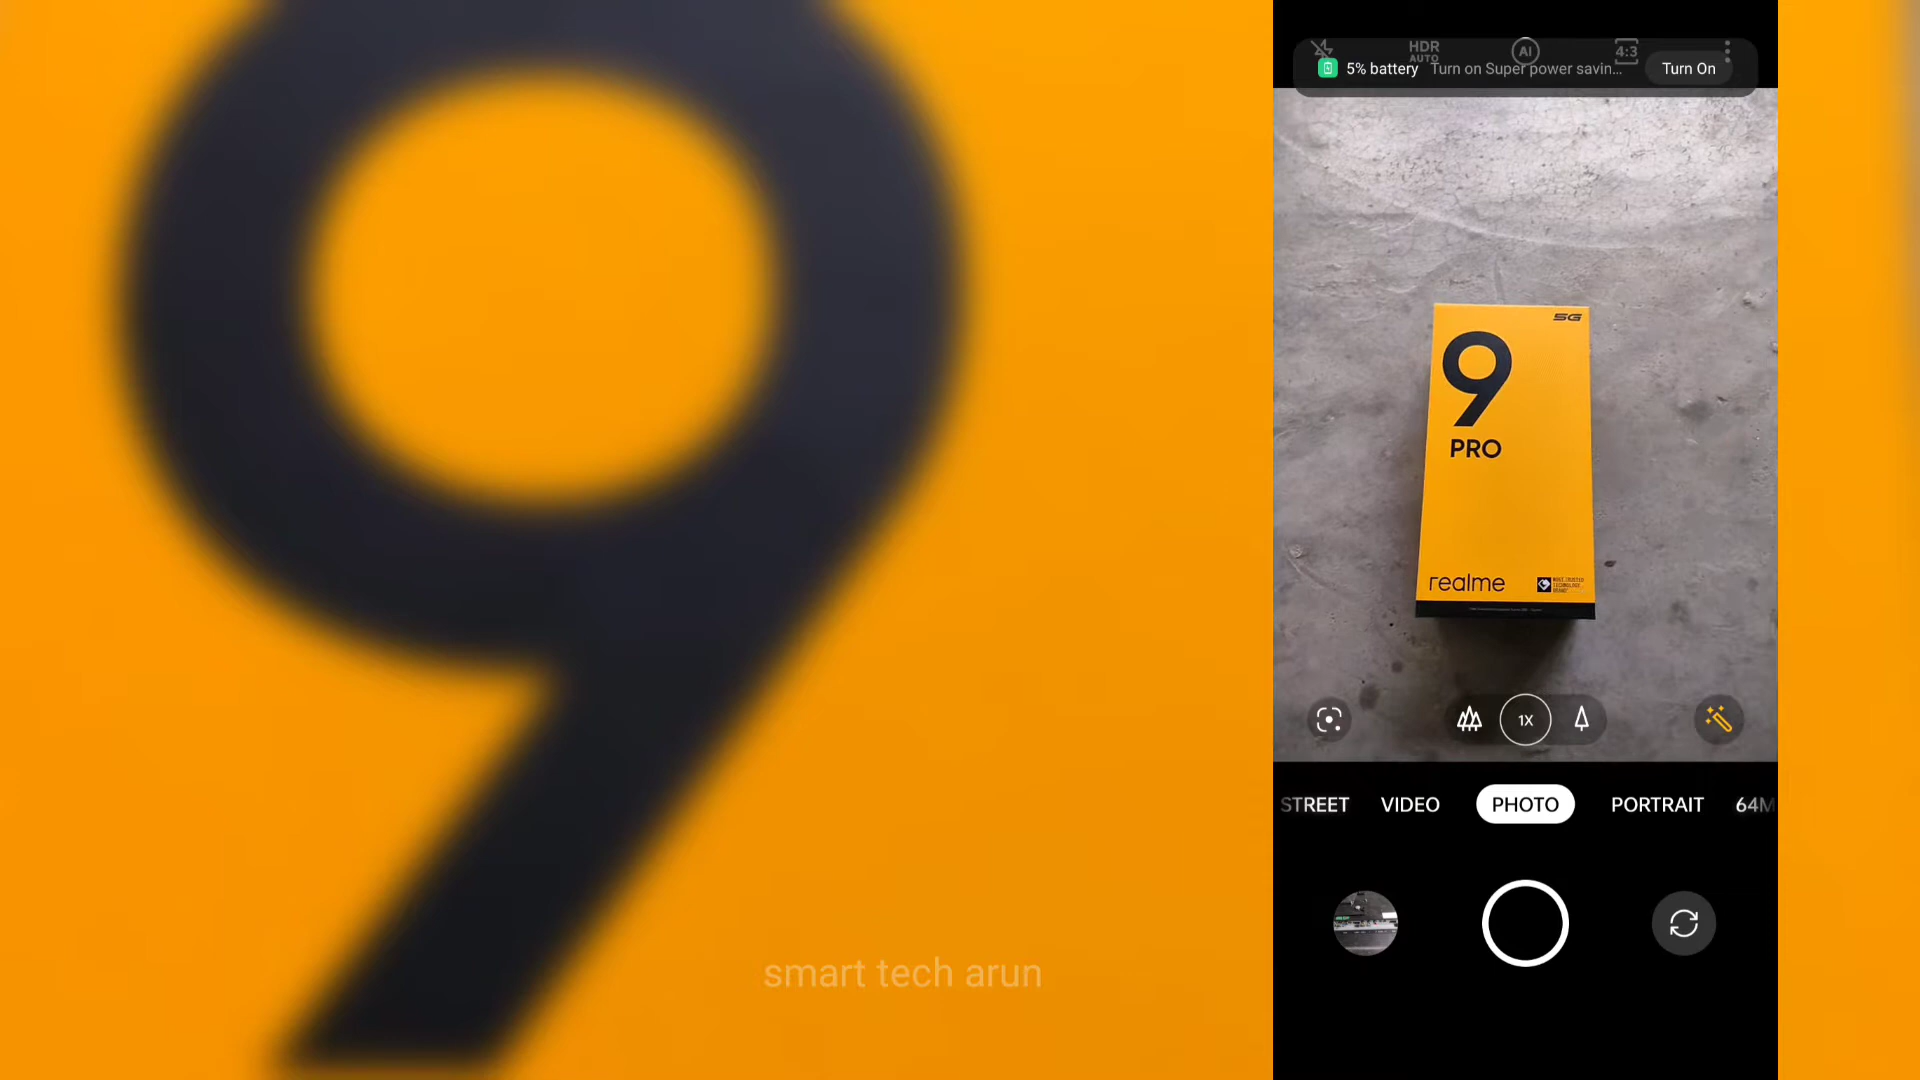 9
smart tech arun
HDR
AUTO
AI
4:3
5% battery Turn on Super power savin... Turn On
5G
9
PRO
realme
1X
STREET VIDEO PHOTO PORTRAIT 64M